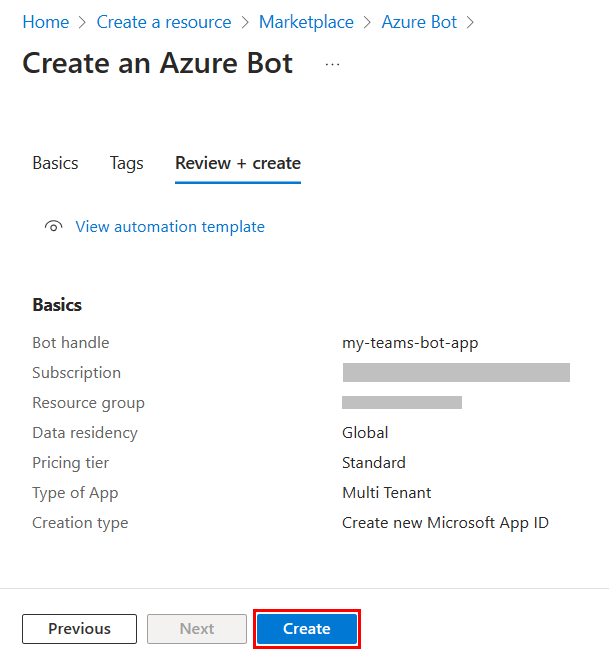 Home > Create a resource > Marketplace > Azure Bot >
Create an Azure Bot ...
Basics Tags Review + create
View automation template
Basics
Bot handle my-teams-bot-app
Subscription
Resource group
Data residency Global
Pricing tier Standard
Type of App Multi Tenant
Creation type Create new Microsoft App ID
Previous Next Create